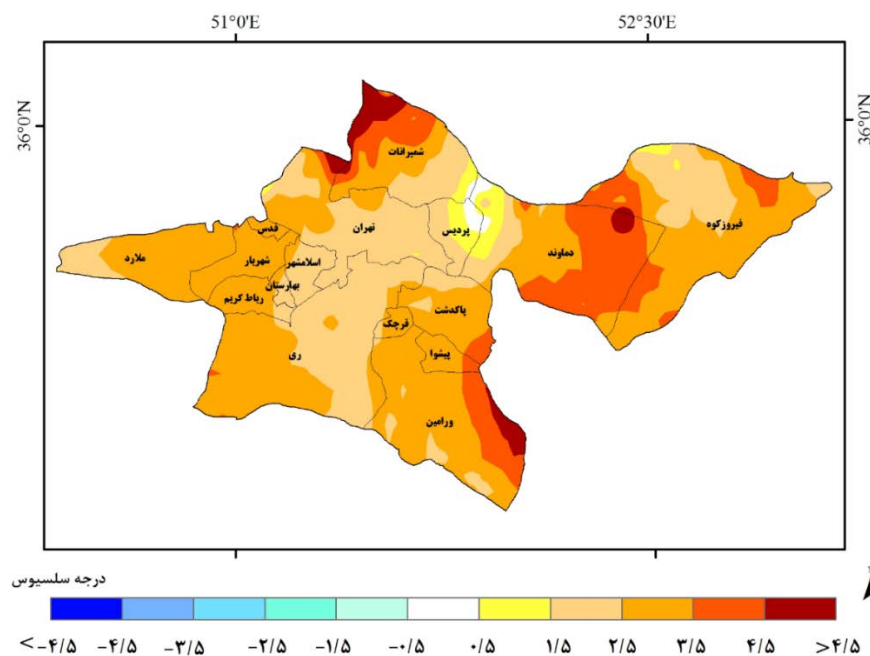 51°0'E 52°30'E
36°0'N 36°0'N
شمیرانات
فیروزکوه
تهران
پردیس
قدس
دماوند
ملارد
شهریار
اسلامشهر
بهارستان
رباط کریم
پاکدشت
قرچک
پیشوا
ری
ورامین
درجه سلسیوس
<-۴/۵ -۴/۵ -۳/۵ -۲/۵ -۱/۵ -۰/۵ ۰/۵ ۱/۵ ۲/۵ ۳/۵ ۴/۵ >۴/۵